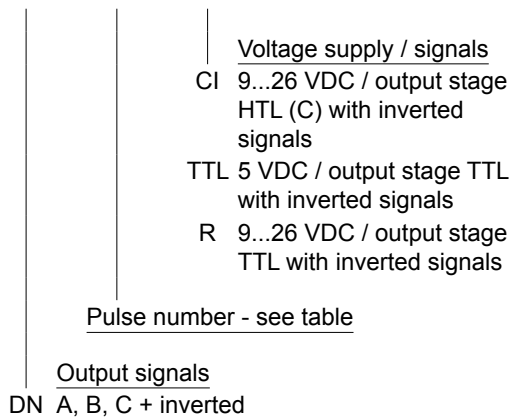 Voltage supply / signals
CI 9...26 VDC / output stage
HTL (C) with inverted
signals
TTL 5 VDC / output stage TTL
with inverted signals
R 9...26 VDC / output stage
TTL with inverted signals
Pulse number - see table
Output signals
DN A, B, C + inverted